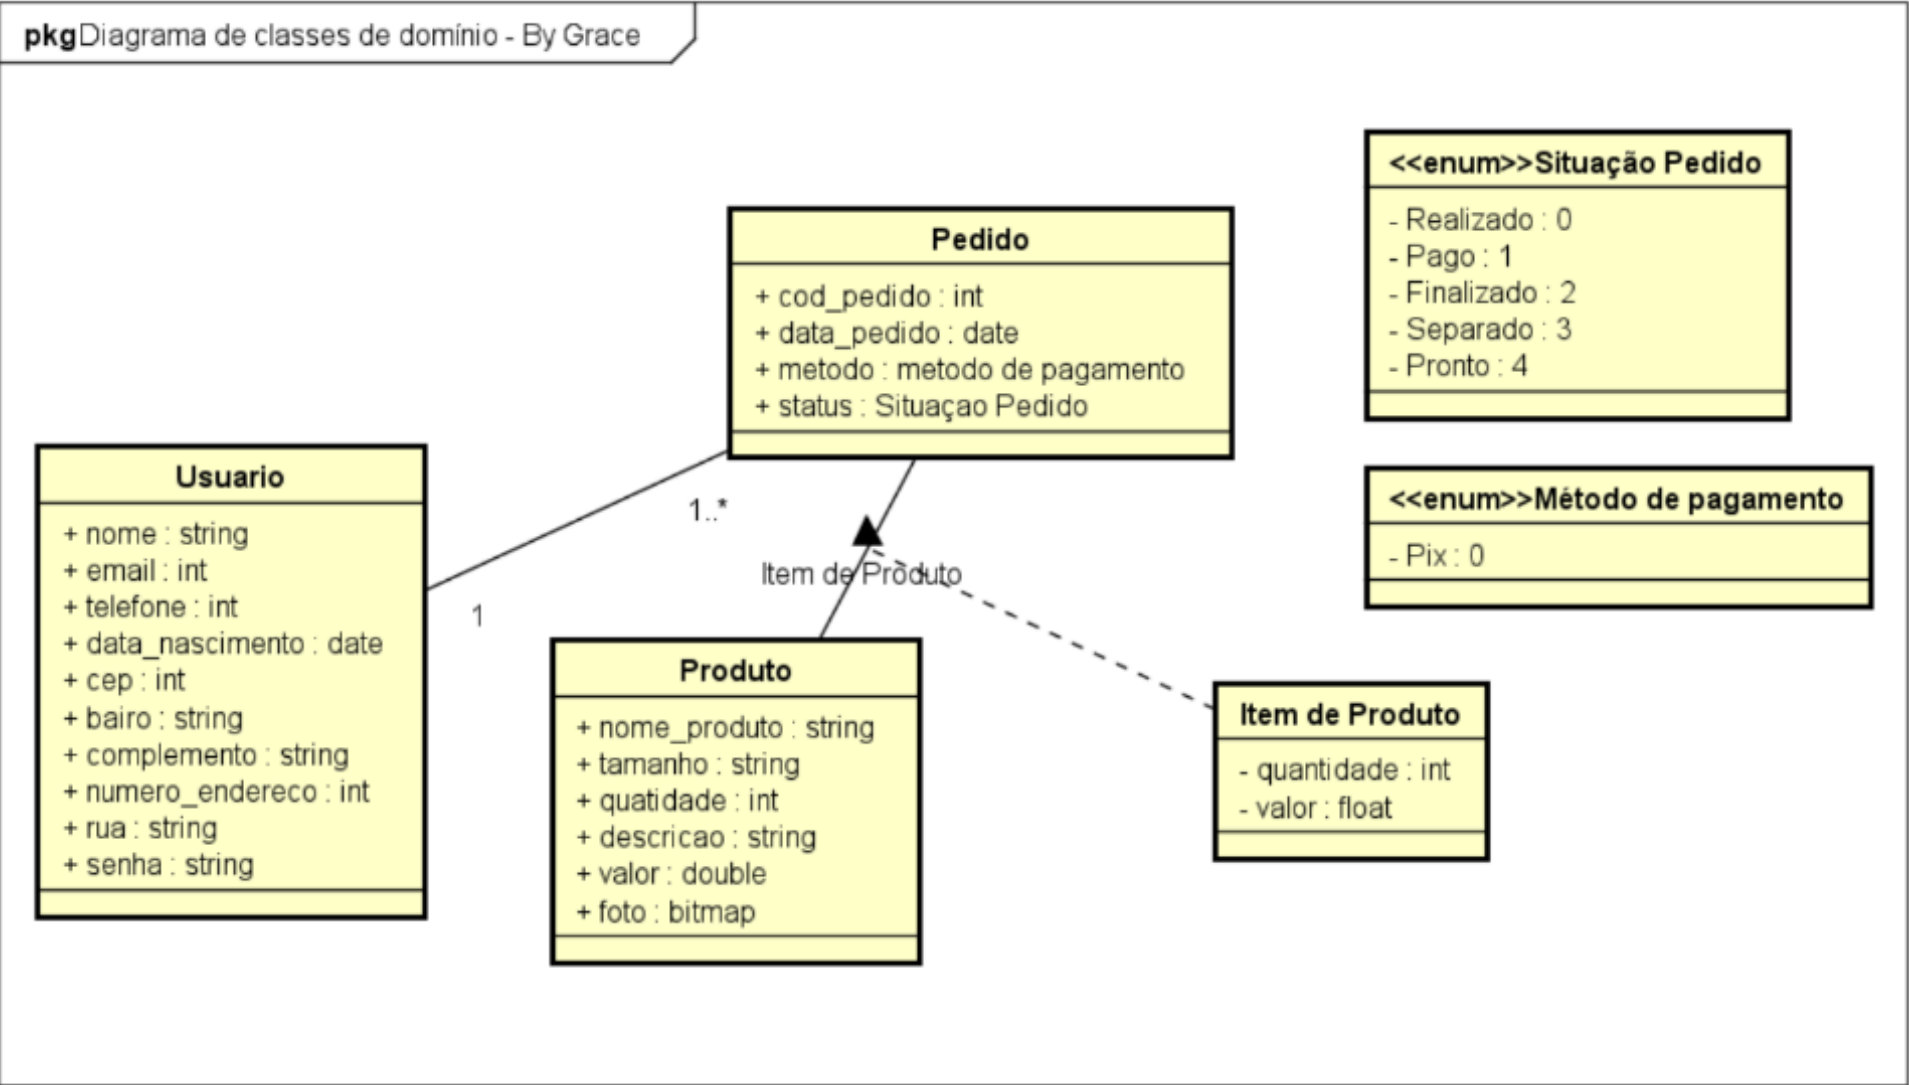 pkg Diagrama de classes de domínio - By Grace
<<enum>>Situação Pedido
- Realizado : 0
- Pago : 1
- Finalizado : 2
- Separado : 3
- Pronto : 4
Pedido
+ cod_pedido : int
+ data_pedido : date
+ metodo : metodo de pagamento
+ status : Situaçao Pedido
<<enum>>Método de pagamento
- Pix : 0
Usuario
+ nome : string
+ email : int
+ telefone : int
+ data_nascimento : date
+ cep : int
+ bairo : string
+ complemento : string
+ numero_endereco : int
+ rua : string
+ senha : string
1..*
1
Item de Produto
Produto
+ nome_produto : string
+ tamanho : string
+ quatidade : int
+ descricao : string
+ valor : double
+ foto : bitmap
Item de Produto
- quantidade : int
- valor : float